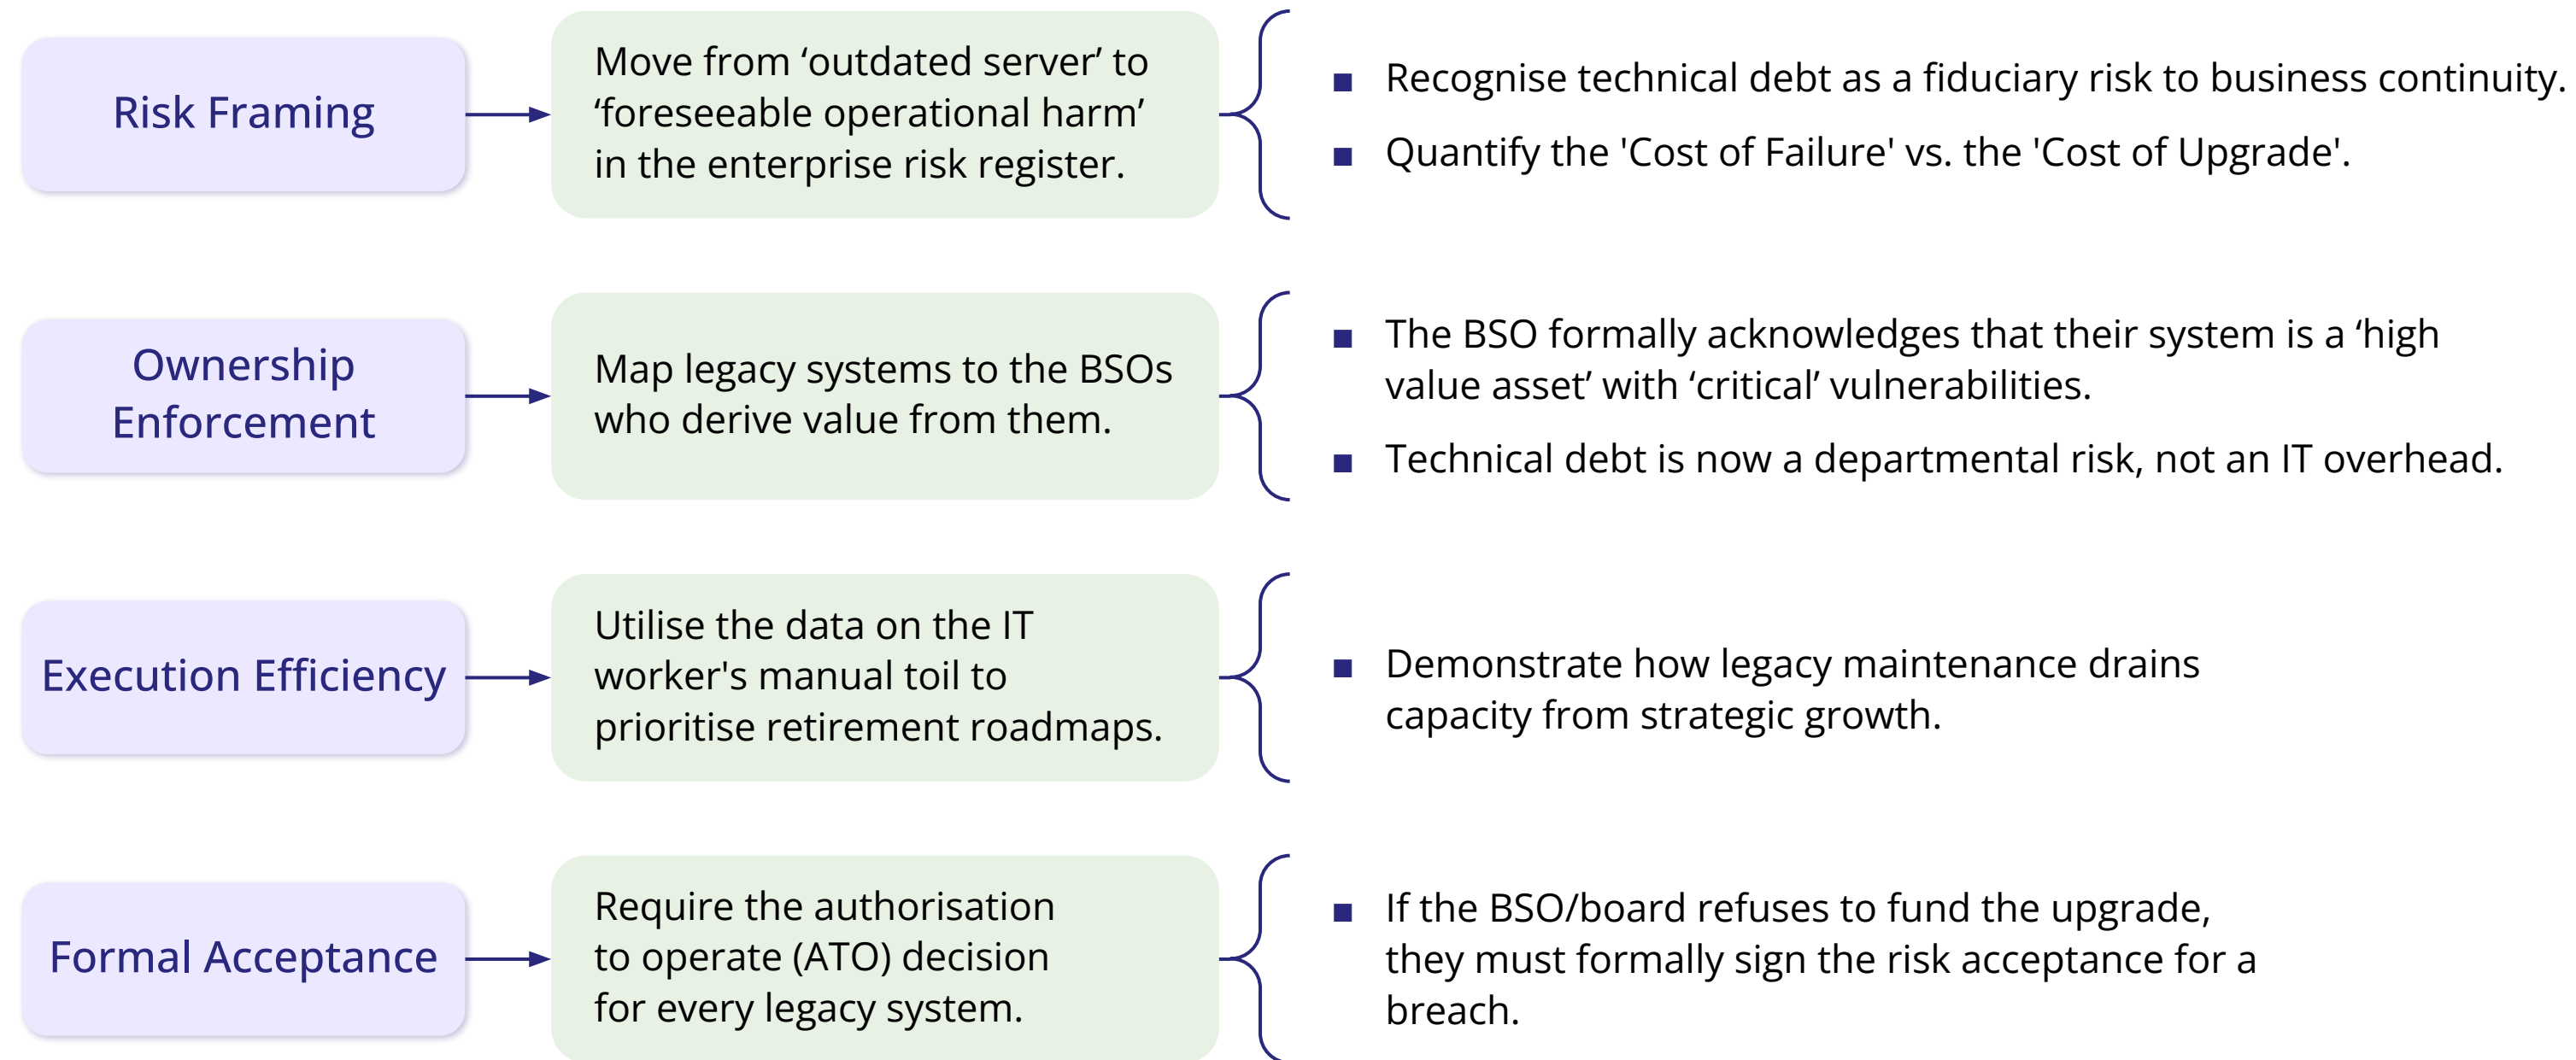 Risk Framing
Move from ‘outdated server’ to
‘foreseeable operational harm’
in the enterprise risk register.
■ Recognise technical debt as a fiduciary risk to business continuity.
■ Quantify the 'Cost of Failure' vs. the 'Cost of Upgrade'.
Ownership
Enforcement
Map legacy systems to the BSOs
who derive value from them.
■ The BSO formally acknowledges that their system is a ‘high
value asset’ with ‘critical’ vulnerabilities.
■ Technical debt is now a departmental risk, not an IT overhead.
Execution Efficiency
Utilise the data on the IT
worker's manual toil to
prioritise retirement roadmaps.
■ Demonstrate how legacy maintenance drains
capacity from strategic growth.
Formal Acceptance
Require the authorisation
to operate (ATO) decision
for every legacy system.
■ If the BSO/board refuses to fund the upgrade,
they must formally sign the risk acceptance for a
breach.